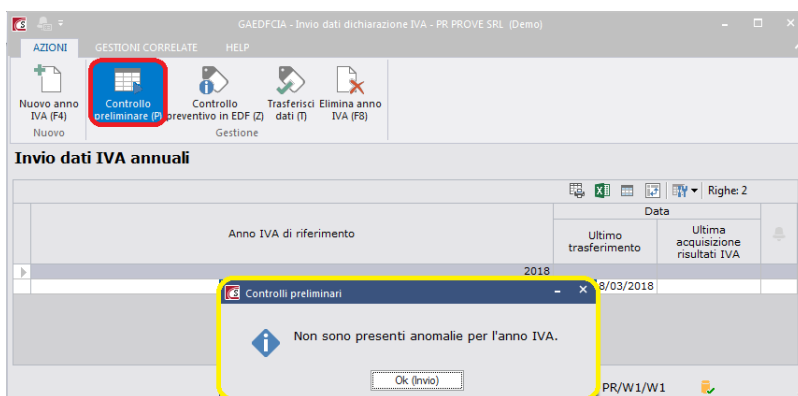 GAEDFCIA - Invio dati dichiarazione IVA - PR PROVE SRL (Demo)
AZIONI GESTIONI CORRELATE HELP
Nuovo anno IVA (F4)
Controllo preliminare (P)
Controllo preventivo in EDF (Z)
Trasferisci dati (T)
Elimina anno IVA (F8)
Nuovo Gestione
Invio dati IVA annuali
Righe: 2
Data
Anno IVA di riferimento
Ultimo trasferimento
Ultima acquisizione risultati IVA
2018
8/03/2018
Controlli preliminari
Non sono presenti anomalie per l'anno IVA.
Ok (Invio)
PR/W1/W1